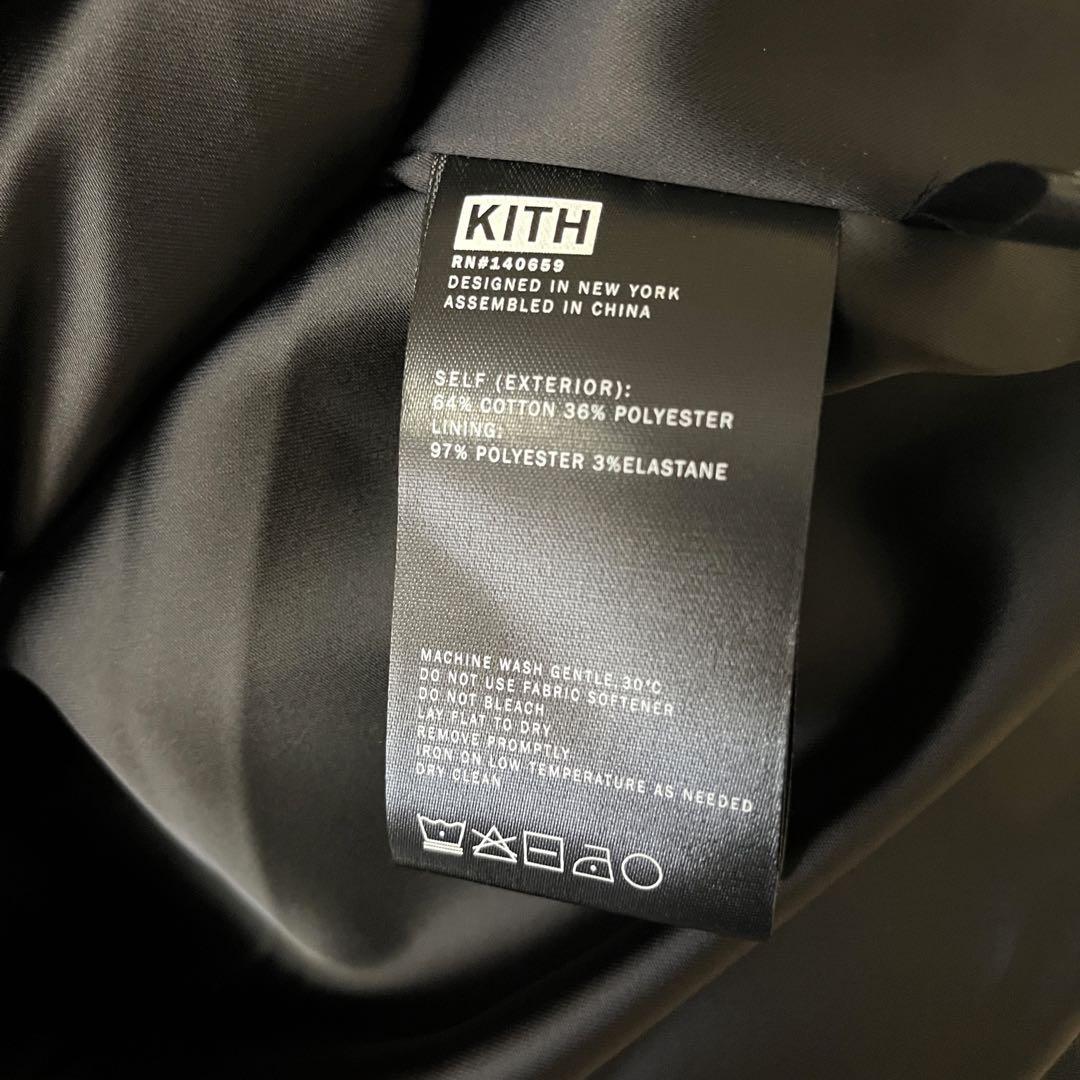 KITH
RN#140659
DESIGNED IN NEW YORK
ASSEMBLED IN CHINA
SELF (EXTERIOR):
64% COTTON 36% POLYESTER
LINING:
97% POLYESTER 3%ELASTANE
MACHINE WASH GENTLE 30°C
DO NOT USE FABRIC SOFTENER
DO NOT BLEACH
LAY FLAT TO DRY
REMOVE PROMPTLY
IRON ON LOW TEMPERATURE AS NEEDED
DRY CLEAN